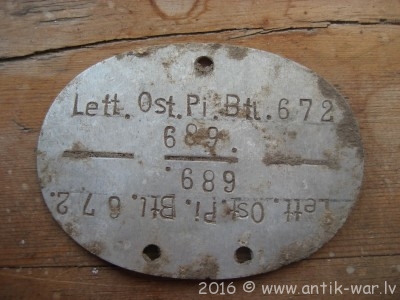 Lett. Ost. Pi. Btl. 672
689.
689.
Lett. Ost. Pi. Btl. 672.
2016 © www.antik-war.lv